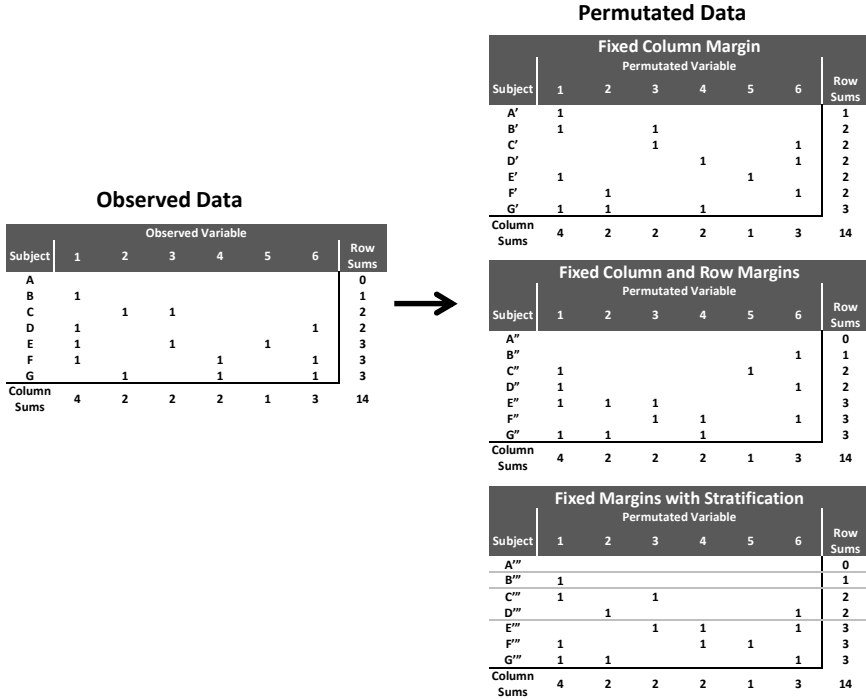 Observed Data
Observed Variable
Subject 1 2 3 4 5 6 Row Sums
A 0
B 1 1
C 1 1 2
D 1 1 2
E 1 1 1 3
F 1 1 1 3
G 1 1 1 3
Column Sums 4 2 2 2 1 3 14
Permutated Data
Fixed Column Margin
Permutated Variable
Subject 1 2 3 4 5 6 Row Sums
A′ 1 1
B′ 1 1 2
C′ 1 1 2
D′ 1 1 2
E′ 1 1 2
F′ 1 1 2
G′ 1 1 1 3
Column Sums 4 2 2 2 1 3 14
Fixed Column and Row Margins
Permutated Variable
Subject 1 2 3 4 5 6 Row Sums
A″ 0
B″ 1 1
C″ 1 1 2
D″ 1 1 2
E″ 1 1 1 3
F″ 1 1 1 3
G″ 1 1 1 3
Column Sums 4 2 2 2 1 3 14
Fixed Margins with Stratification
Permutated Variable
Subject 1 2 3 4 5 6 Row Sums
A‴ 0
B‴ 1 1
C‴ 1 1 2
D‴ 1 1 2
E‴ 1 1 1 3
F‴ 1 1 1 3
G‴ 1 1 1 3
Column Sums 4 2 2 2 1 3 14